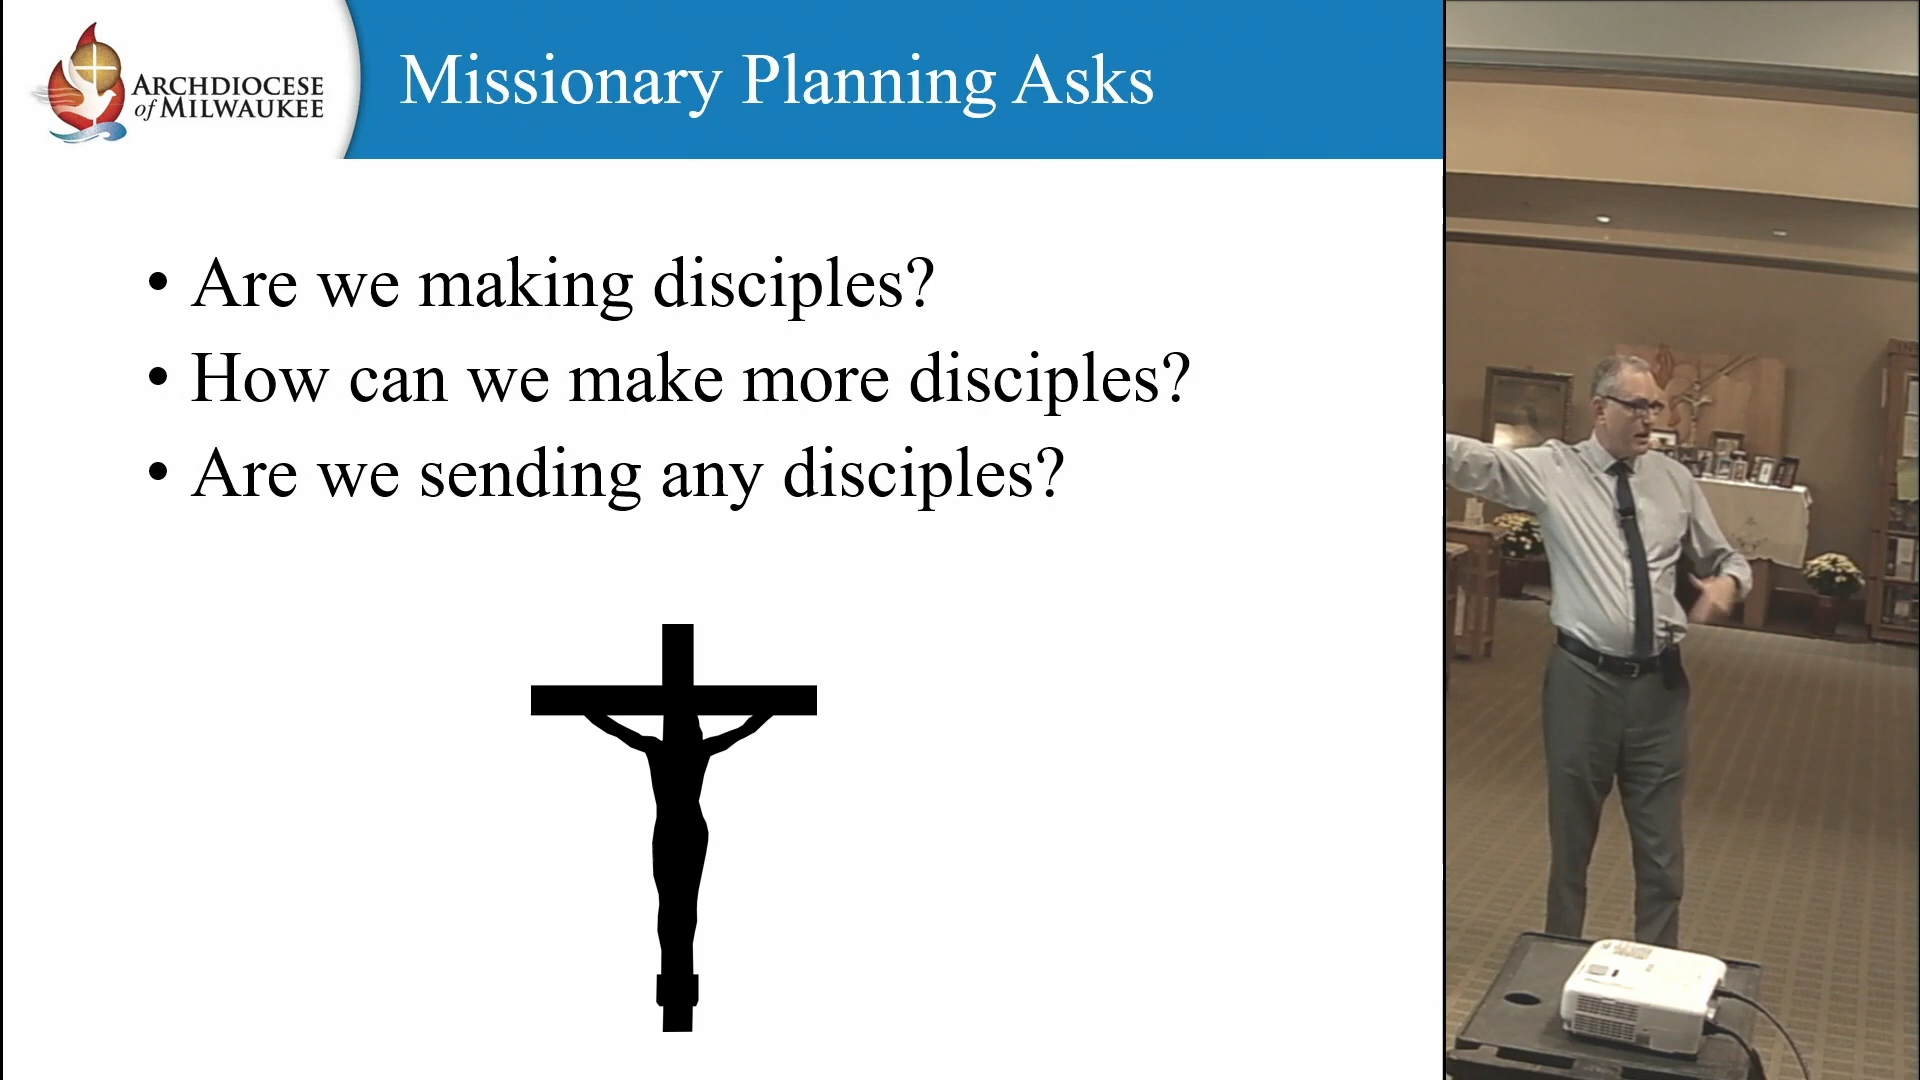 ARCHDIOCESE
of MILWAUKEE
Missionary Planning Asks
• Are we making disciples?
• How can we make more disciples?
• Are we sending any disciples?